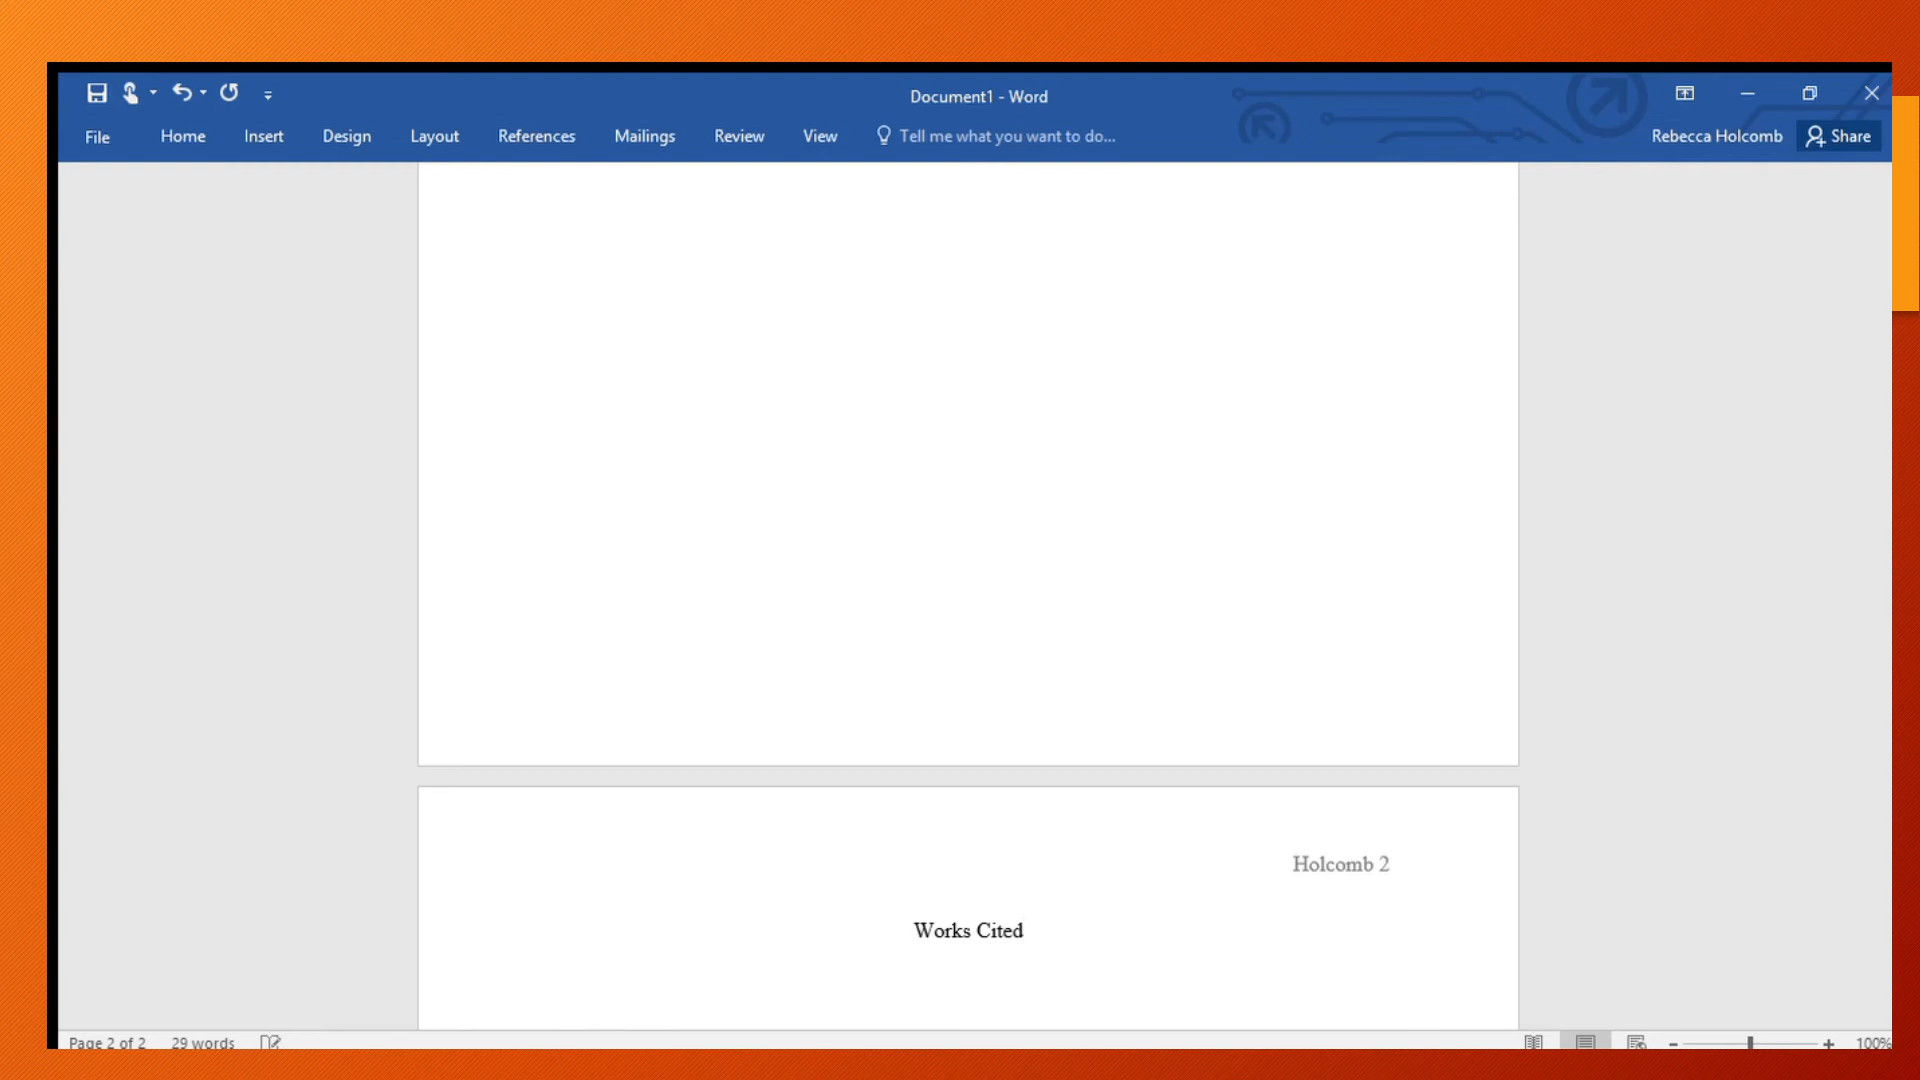 Document1 - Word
File Home Insert Design Layout References Mailings Review View Tell me what you want to do... Rebecca Holcomb Share
Holcomb 2
Works Cited
Page 2 of 2 29 words 100%